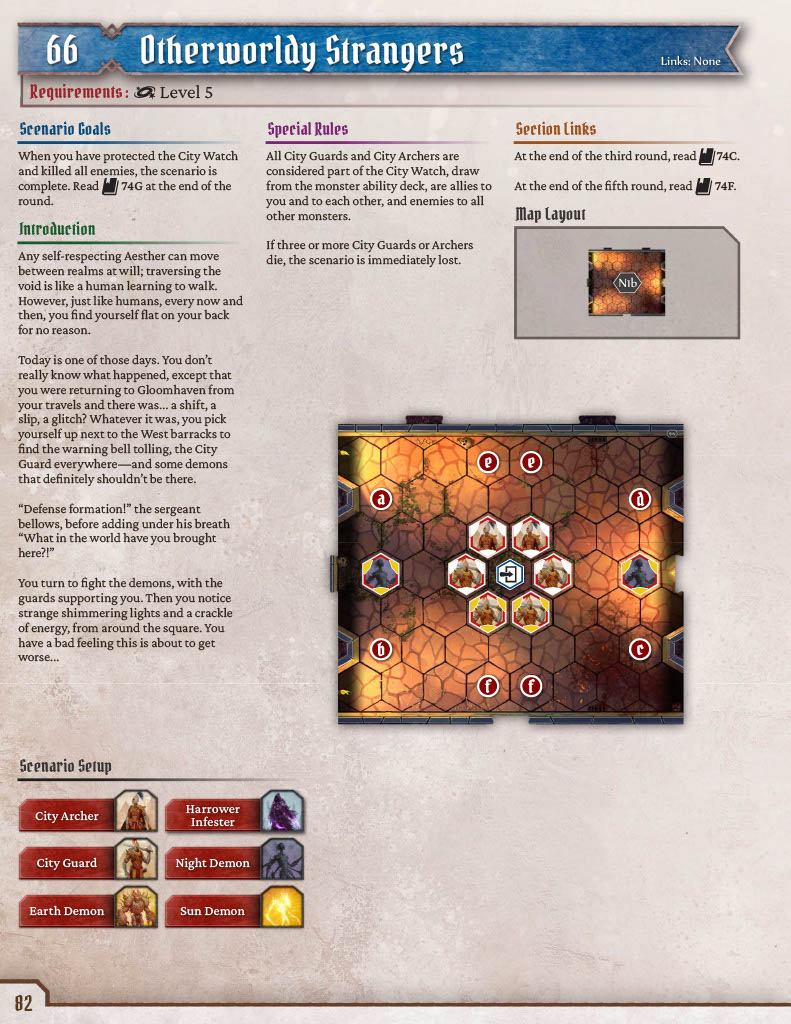 66 Otherworldy Strangers
Links: None
Requirements: Level 5
Scenario Goals
When you have protected the City Watch
and killed all enemies, the scenario is
complete. Read 74G at the end of the
round.
Introduction
Any self-respecting Aesther can move
between realms at will; traversing the
void is like a human learning to walk.
However, just like humans, every now and
then, you find yourself flat on your back
for no reason.
Today is one of those days. You don't
really know what happened, except that
you were returning to Gloomhaven from
your travels and there was... a shift, a
slip, a glitch? Whatever it was, you pick
yourself up next to the West barracks to
find the warning bell tolling, the City
Guard everywhere—and some demons
that definitely shouldn't be there.
“Defense formation!” the sergeant
bellows, before adding under his breath
“What in the world have you brought
here?!”
You turn to fight the demons, with the
guards supporting you. Then you notice
strange shimmering lights and a crackle
of energy, from around the square. You
have a bad feeling this is about to get
worse...
Special Rules
All City Guards and City Archers are
considered part of the City Watch, draw
from the monster ability deck, are allies to
you and to each other, and enemies to all
other monsters.
If three or more City Guards or Archers
die, the scenario is immediately lost.
Section Links
At the end of the third round, read 74C.
At the end of the fifth round, read 74F.
Map Layout
N1b
e e
a d
b c
f f
Scenario Setup
City Archer
Harrower
Infester
City Guard
Night Demon
Earth Demon
Sun Demon
82